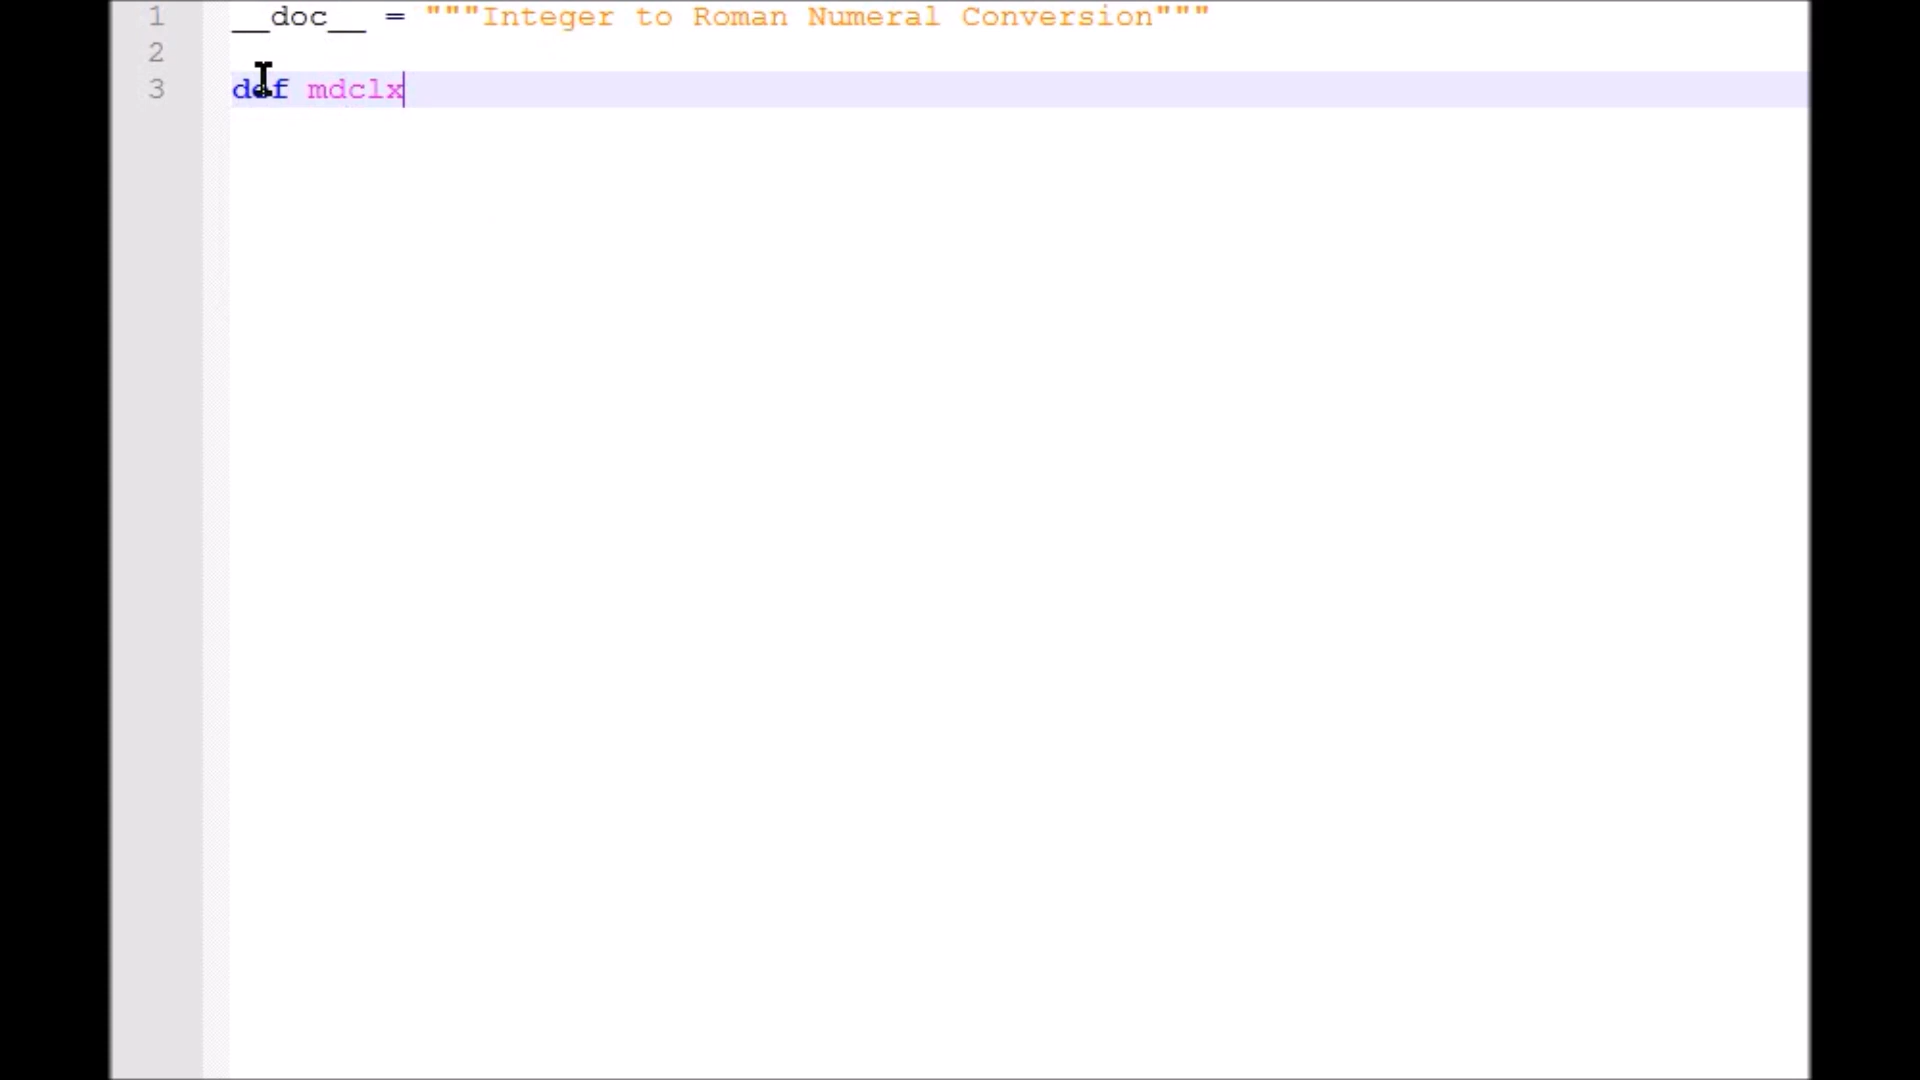 1 __doc__ = """Integer to Roman Numeral Conversion"""
2
3 def mdclx